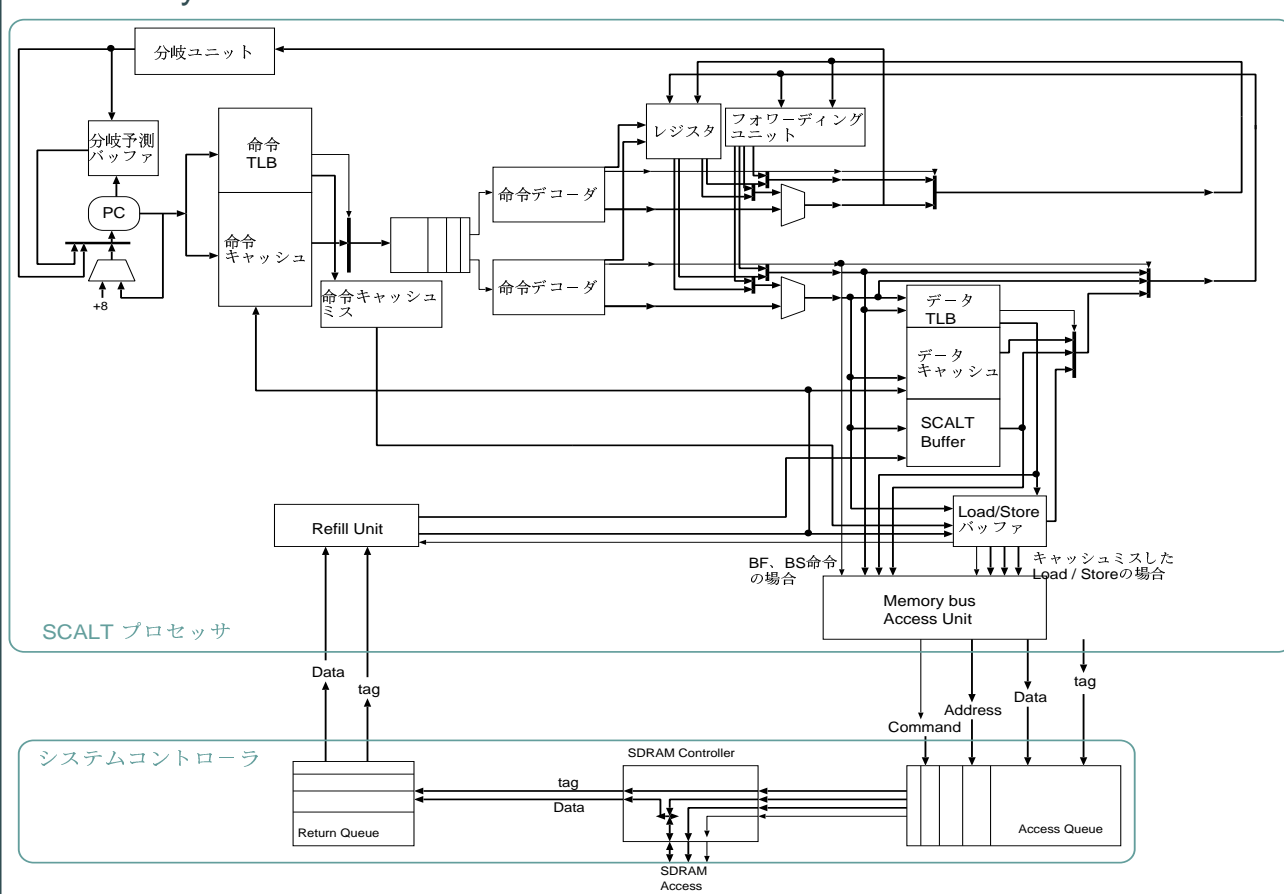 分岐ユニット
分岐予測
バッファ
PC
+8
命令
TLB
命令
キャッシュ
命令キャッシュ
ミス
命令デコーダ
命令デコーダ
レジスタ
フォワーディング
ユニット
データ
TLB
データ
キャッシュ
SCALT
Buffer
Refill Unit
Load/Store
バッファ
BF、BS命令
の場合
キャッシュミスした
Load / Storeの場合
Memory bus
Access Unit
SCALT プロセッサ
Data
tag
Command
Address
Data
tag
システムコントローラ
SDRAM Controller
tag
Data
Return Queue
Access Queue
SDRAM
Access